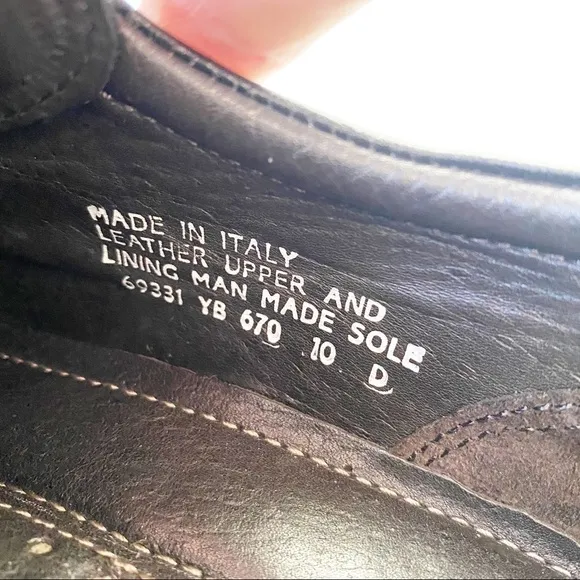 MADE IN ITALY
LEATHER UPPER AND
LINING MAN MADE SOLE
69331 YB 670 10 D